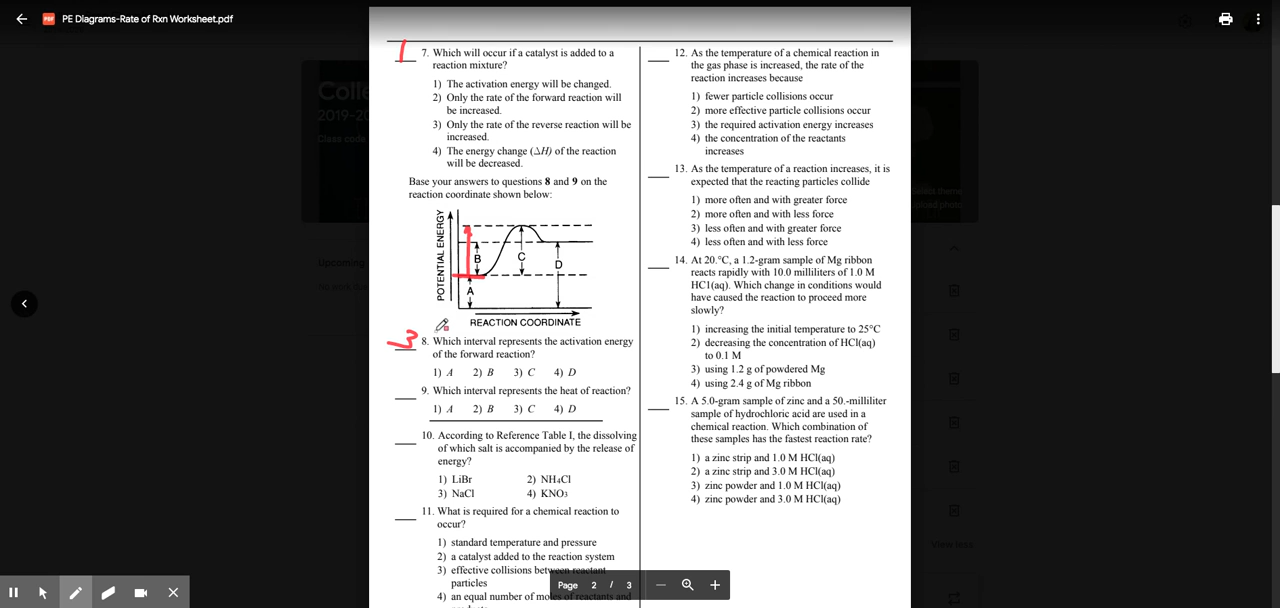 PDF PE Diagrams-Rate of Rxn Worksheet.pdf
1
7. Which will occur if a catalyst is added to a
reaction mixture?
1) The activation energy will be changed.
2) Only the rate of the forward reaction will
be increased.
3) Only the rate of the reverse reaction will be
increased.
4) The energy change (ΔH) of the reaction
will be decreased.
Base your answers to questions 8 and 9 on the
reaction coordinate shown below:
POTENTIAL ENERGY
B
C
D
A
REACTION COORDINATE
3
8. Which interval represents the activation energy
of the forward reaction?
1) A 2) B 3) C 4) D
9. Which interval represents the heat of reaction?
1) A 2) B 3) C 4) D
10. According to Reference Table I, the dissolving
of which salt is accompanied by the release of
energy?
1) LiBr 2) NH4Cl
3) NaCl 4) KNO3
11. What is required for a chemical reaction to
occur?
1) standard temperature and pressure
2) a catalyst added to the reaction system
3) effective collisions between reactant
particles
4) an equal number of moles of reactants and
12. As the temperature of a chemical reaction in
the gas phase is increased, the rate of the
reaction increases because
1) fewer particle collisions occur
2) more effective particle collisions occur
3) the required activation energy increases
4) the concentration of the reactants
increases
13. As the temperature of a reaction increases, it is
expected that the reacting particles collide
1) more often and with greater force
2) more often and with less force
3) less often and with greater force
4) less often and with less force
14. At 20.°C, a 1.2-gram sample of Mg ribbon
reacts rapidly with 10.0 milliliters of 1.0 M
HCl(aq). Which change in conditions would
have caused the reaction to proceed more
slowly?
1) increasing the initial temperature to 25°C
2) decreasing the concentration of HCl(aq)
to 0.1 M
3) using 1.2 g of powdered Mg
4) using 2.4 g of Mg ribbon
15. A 5.0-gram sample of zinc and a 50.-milliliter
sample of hydrochloric acid are used in a
chemical reaction. Which combination of
these samples has the fastest reaction rate?
1) a zinc strip and 1.0 M HCl(aq)
2) a zinc strip and 3.0 M HCl(aq)
3) zinc powder and 1.0 M HCl(aq)
4) zinc powder and 3.0 M HCl(aq)
Page 2 / 3
2019-20
Class code
Upcoming
Select theme
Upload photo
View less